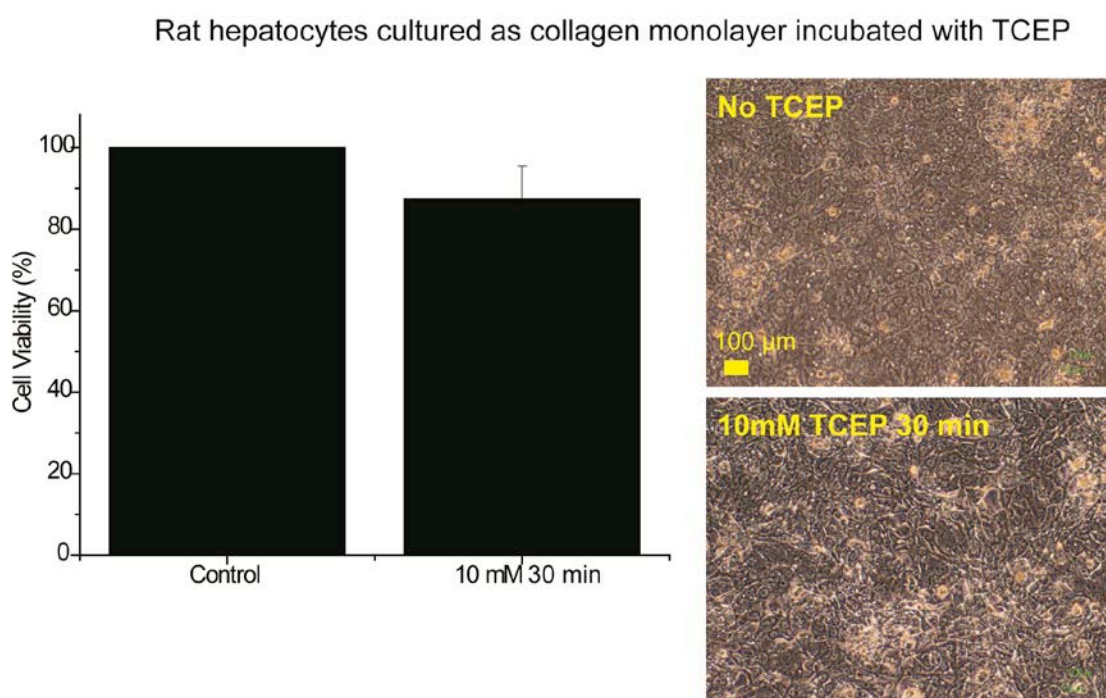 Rat hepatocytes cultured as collagen monolayer incubated with TCEP
Cell Viability (%)
100
80
60
40
20
0
Control
10 mM 30 min
No TCEP
100 µm
10mM TCEP 30 min